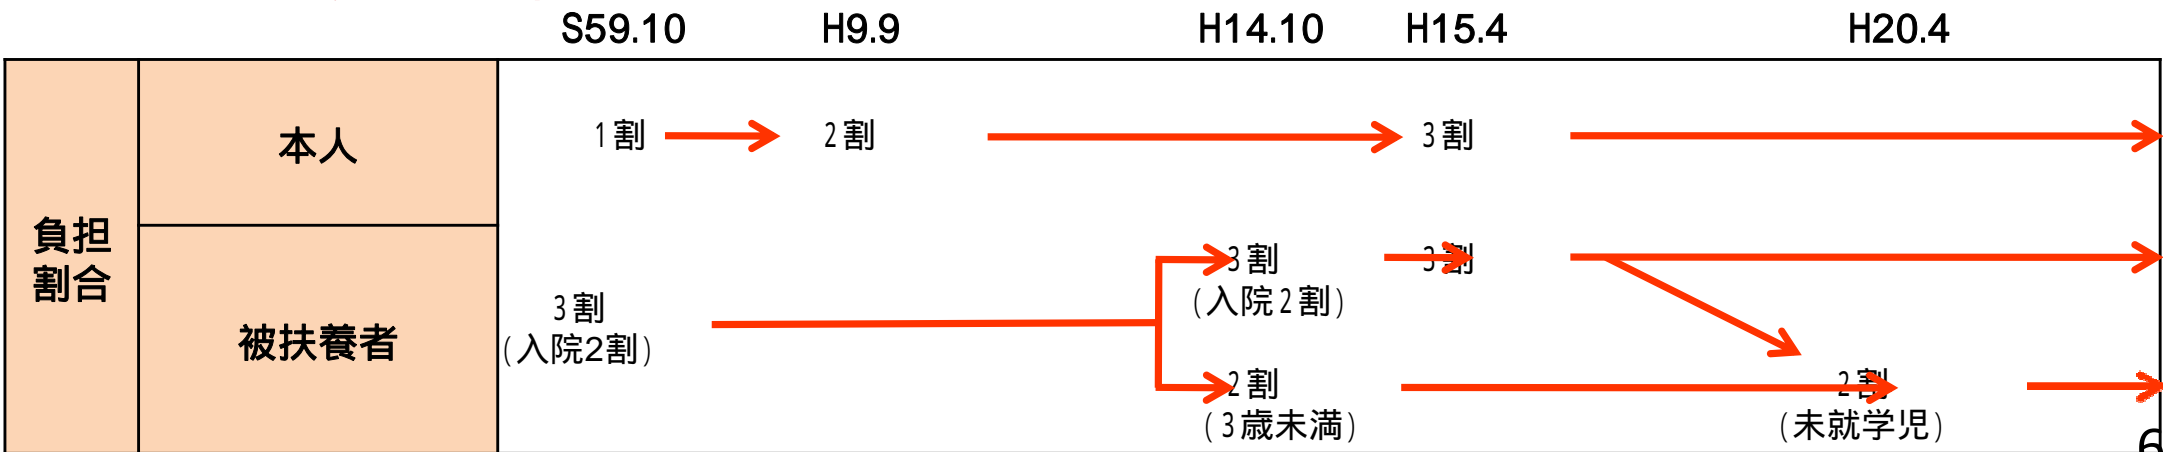 S59.10 H9.9 H14.10 H15.4 H20.4
負担
割合
本人
1割 2割 3割
被扶養者
3割
(入院2割)
3割 3割
(入院2割)
2割 2割
(3歳未満) (未就学児)
6